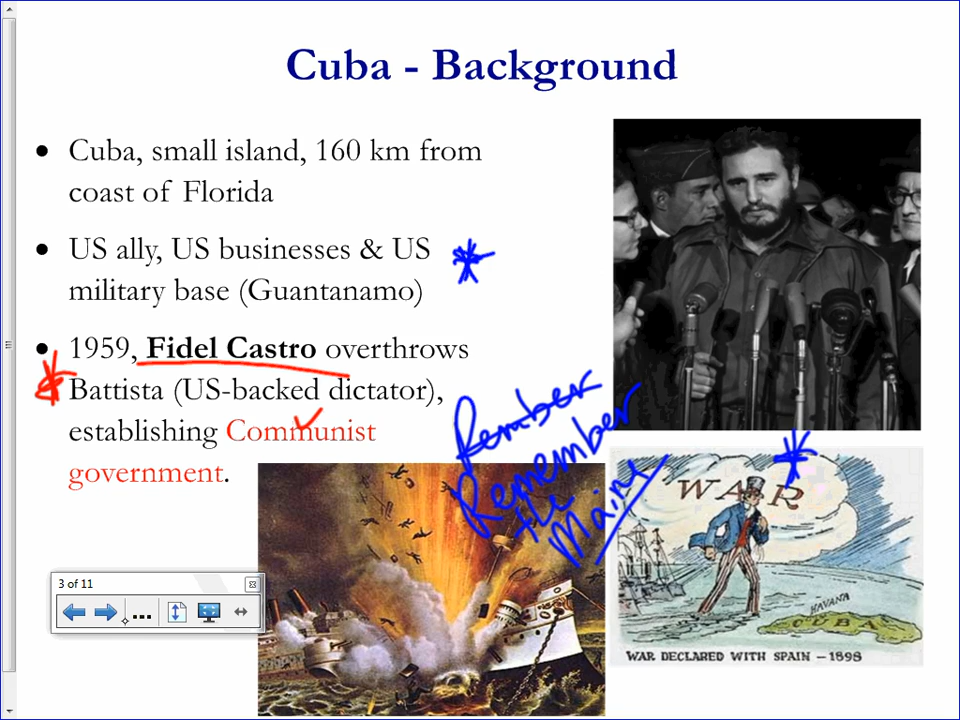 Cuba - Background
• Cuba, small island, 160 km from
coast of Florida
• US ally, US businesses & US
military base (Guantanamo)
• 1959, Fidel Castro overthrows
Battista (US-backed dictator),
establishing Communist
government.
Rember
Remember
the
Maine
WAR
HAVANA
CUBA
WAR DECLARED WITH SPAIN - 1898
3 of 11